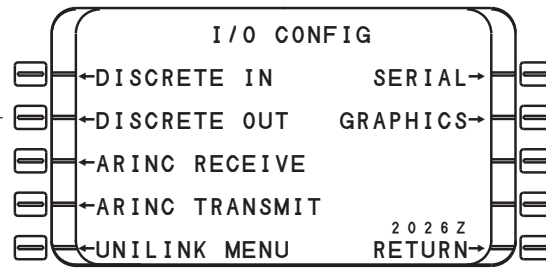 I/O CONFIG
←DISCRETE IN SERIAL→
←DISCRETE OUT GRAPHICS→
←ARINC RECEIVE
←ARINC TRANSMIT
2026Z
←UNILINK MENU RETURN→